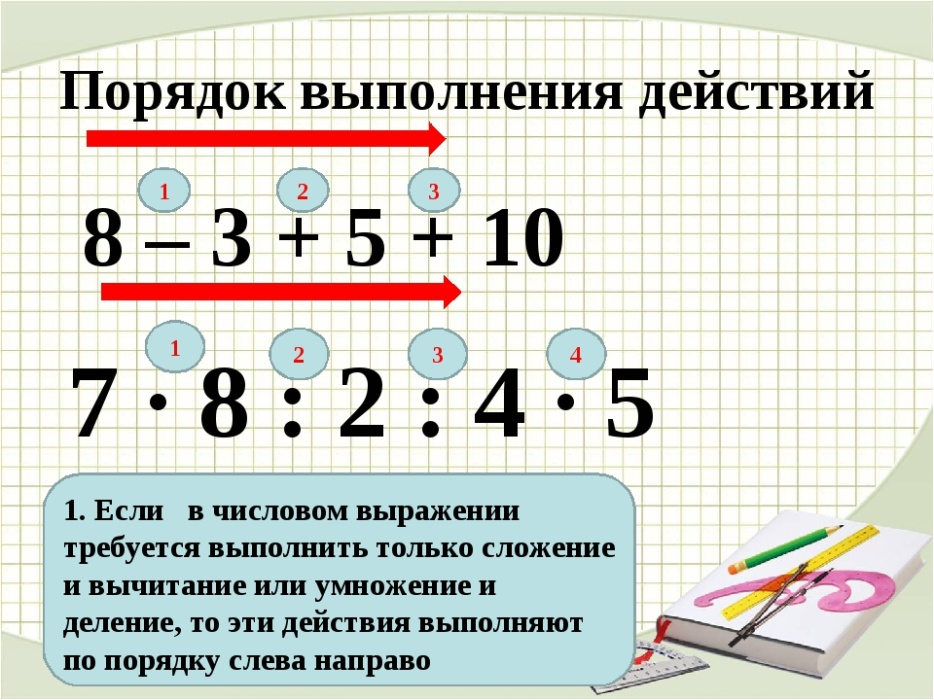 Порядок выполнения действий
1 2 3
8 – 3 + 5 + 10
1 2 3 4
7 · 8 : 2 : 4 · 5
1. Если в числовом выражении
требуется выполнить только сложение
и вычитание или умножение и
деление, то эти действия выполняют
по порядку слева направо